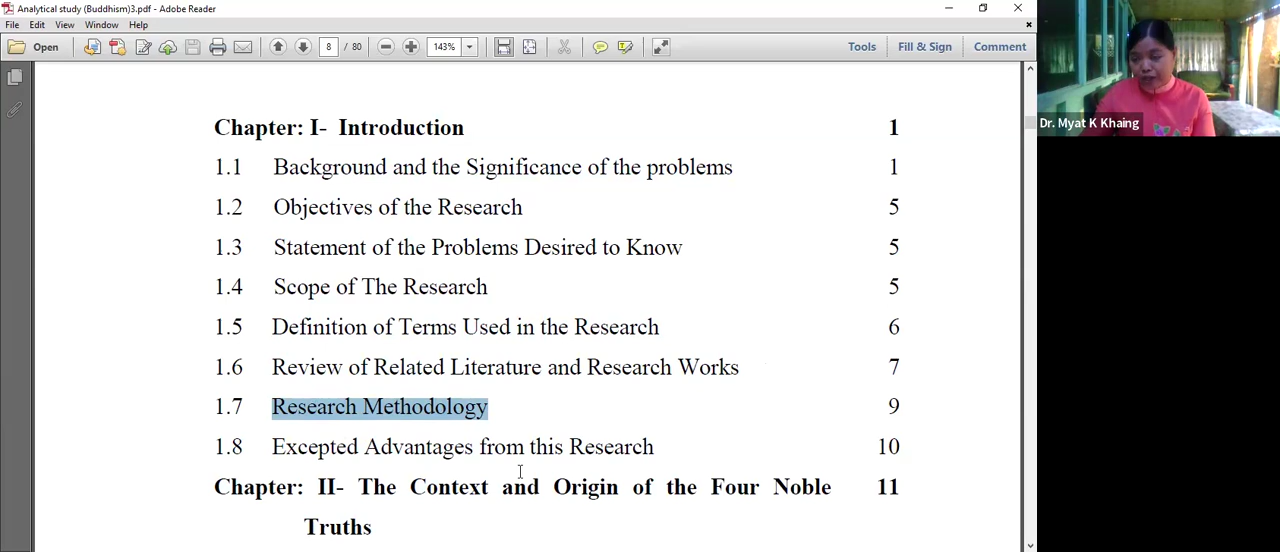 Analytical study (Buddhism)3.pdf - Adobe Reader
File Edit View Window Help
Open 8 / 80 143% Tools Fill & Sign Comment
Chapter: I- Introduction 1
1.1 Background and the Significance of the problems 1
1.2 Objectives of the Research 5
1.3 Statement of the Problems Desired to Know 5
1.4 Scope of The Research 5
1.5 Definition of Terms Used in the Research 6
1.6 Review of Related Literature and Research Works 7
1.7 Research Methodology 9
1.8 Excepted Advantages from this Research 10
Chapter: II- The Context and Origin of the Four Noble 11
Truths
Dr. Myat K Khaing